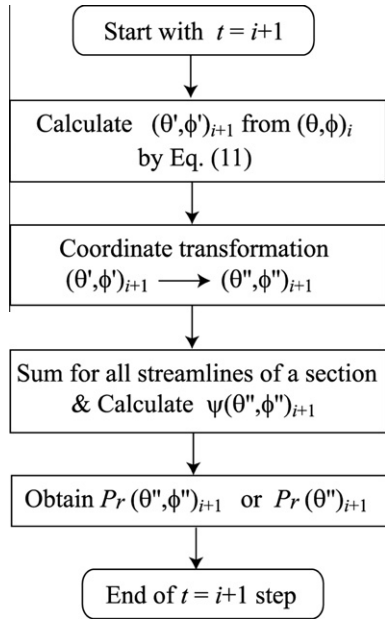 Start with t = i+1
Calculate (θ',ϕ')i+1 from (θ,ϕ)i
by Eq. (11)
Coordinate transformation
(θ',ϕ')i+1 ⟶ (θ",ϕ")i+1
Sum for all streamlines of a section
& Calculate ψ(θ",ϕ")i+1
Obtain Pr (θ",ϕ")i+1 or Pr (θ")i+1
End of t = i+1 step